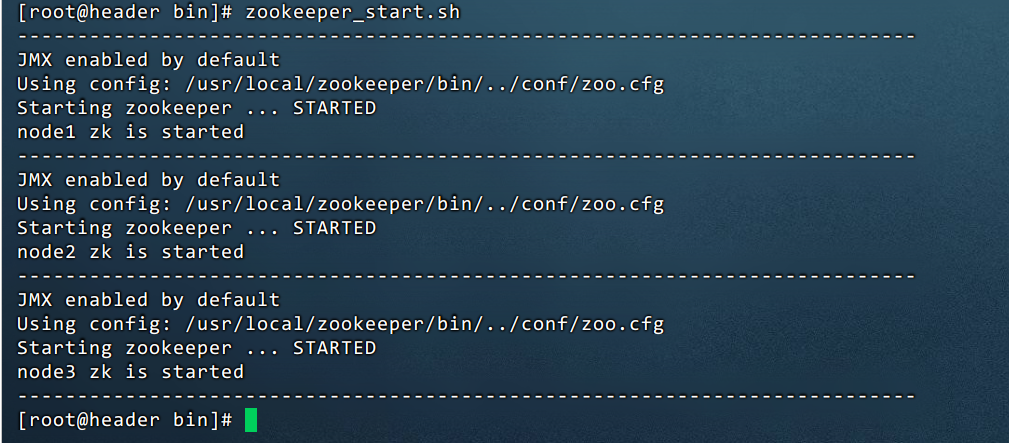 [root@header bin]# zookeeper_start.sh
---------------------------------------------------------------------------
JMX enabled by default
Using config: /usr/local/zookeeper/bin/../conf/zoo.cfg
Starting zookeeper ... STARTED
node1 zk is started
---------------------------------------------------------------------------
JMX enabled by default
Using config: /usr/local/zookeeper/bin/../conf/zoo.cfg
Starting zookeeper ... STARTED
node2 zk is started
---------------------------------------------------------------------------
JMX enabled by default
Using config: /usr/local/zookeeper/bin/../conf/zoo.cfg
Starting zookeeper ... STARTED
node3 zk is started
---------------------------------------------------------------------------
[root@header bin]#